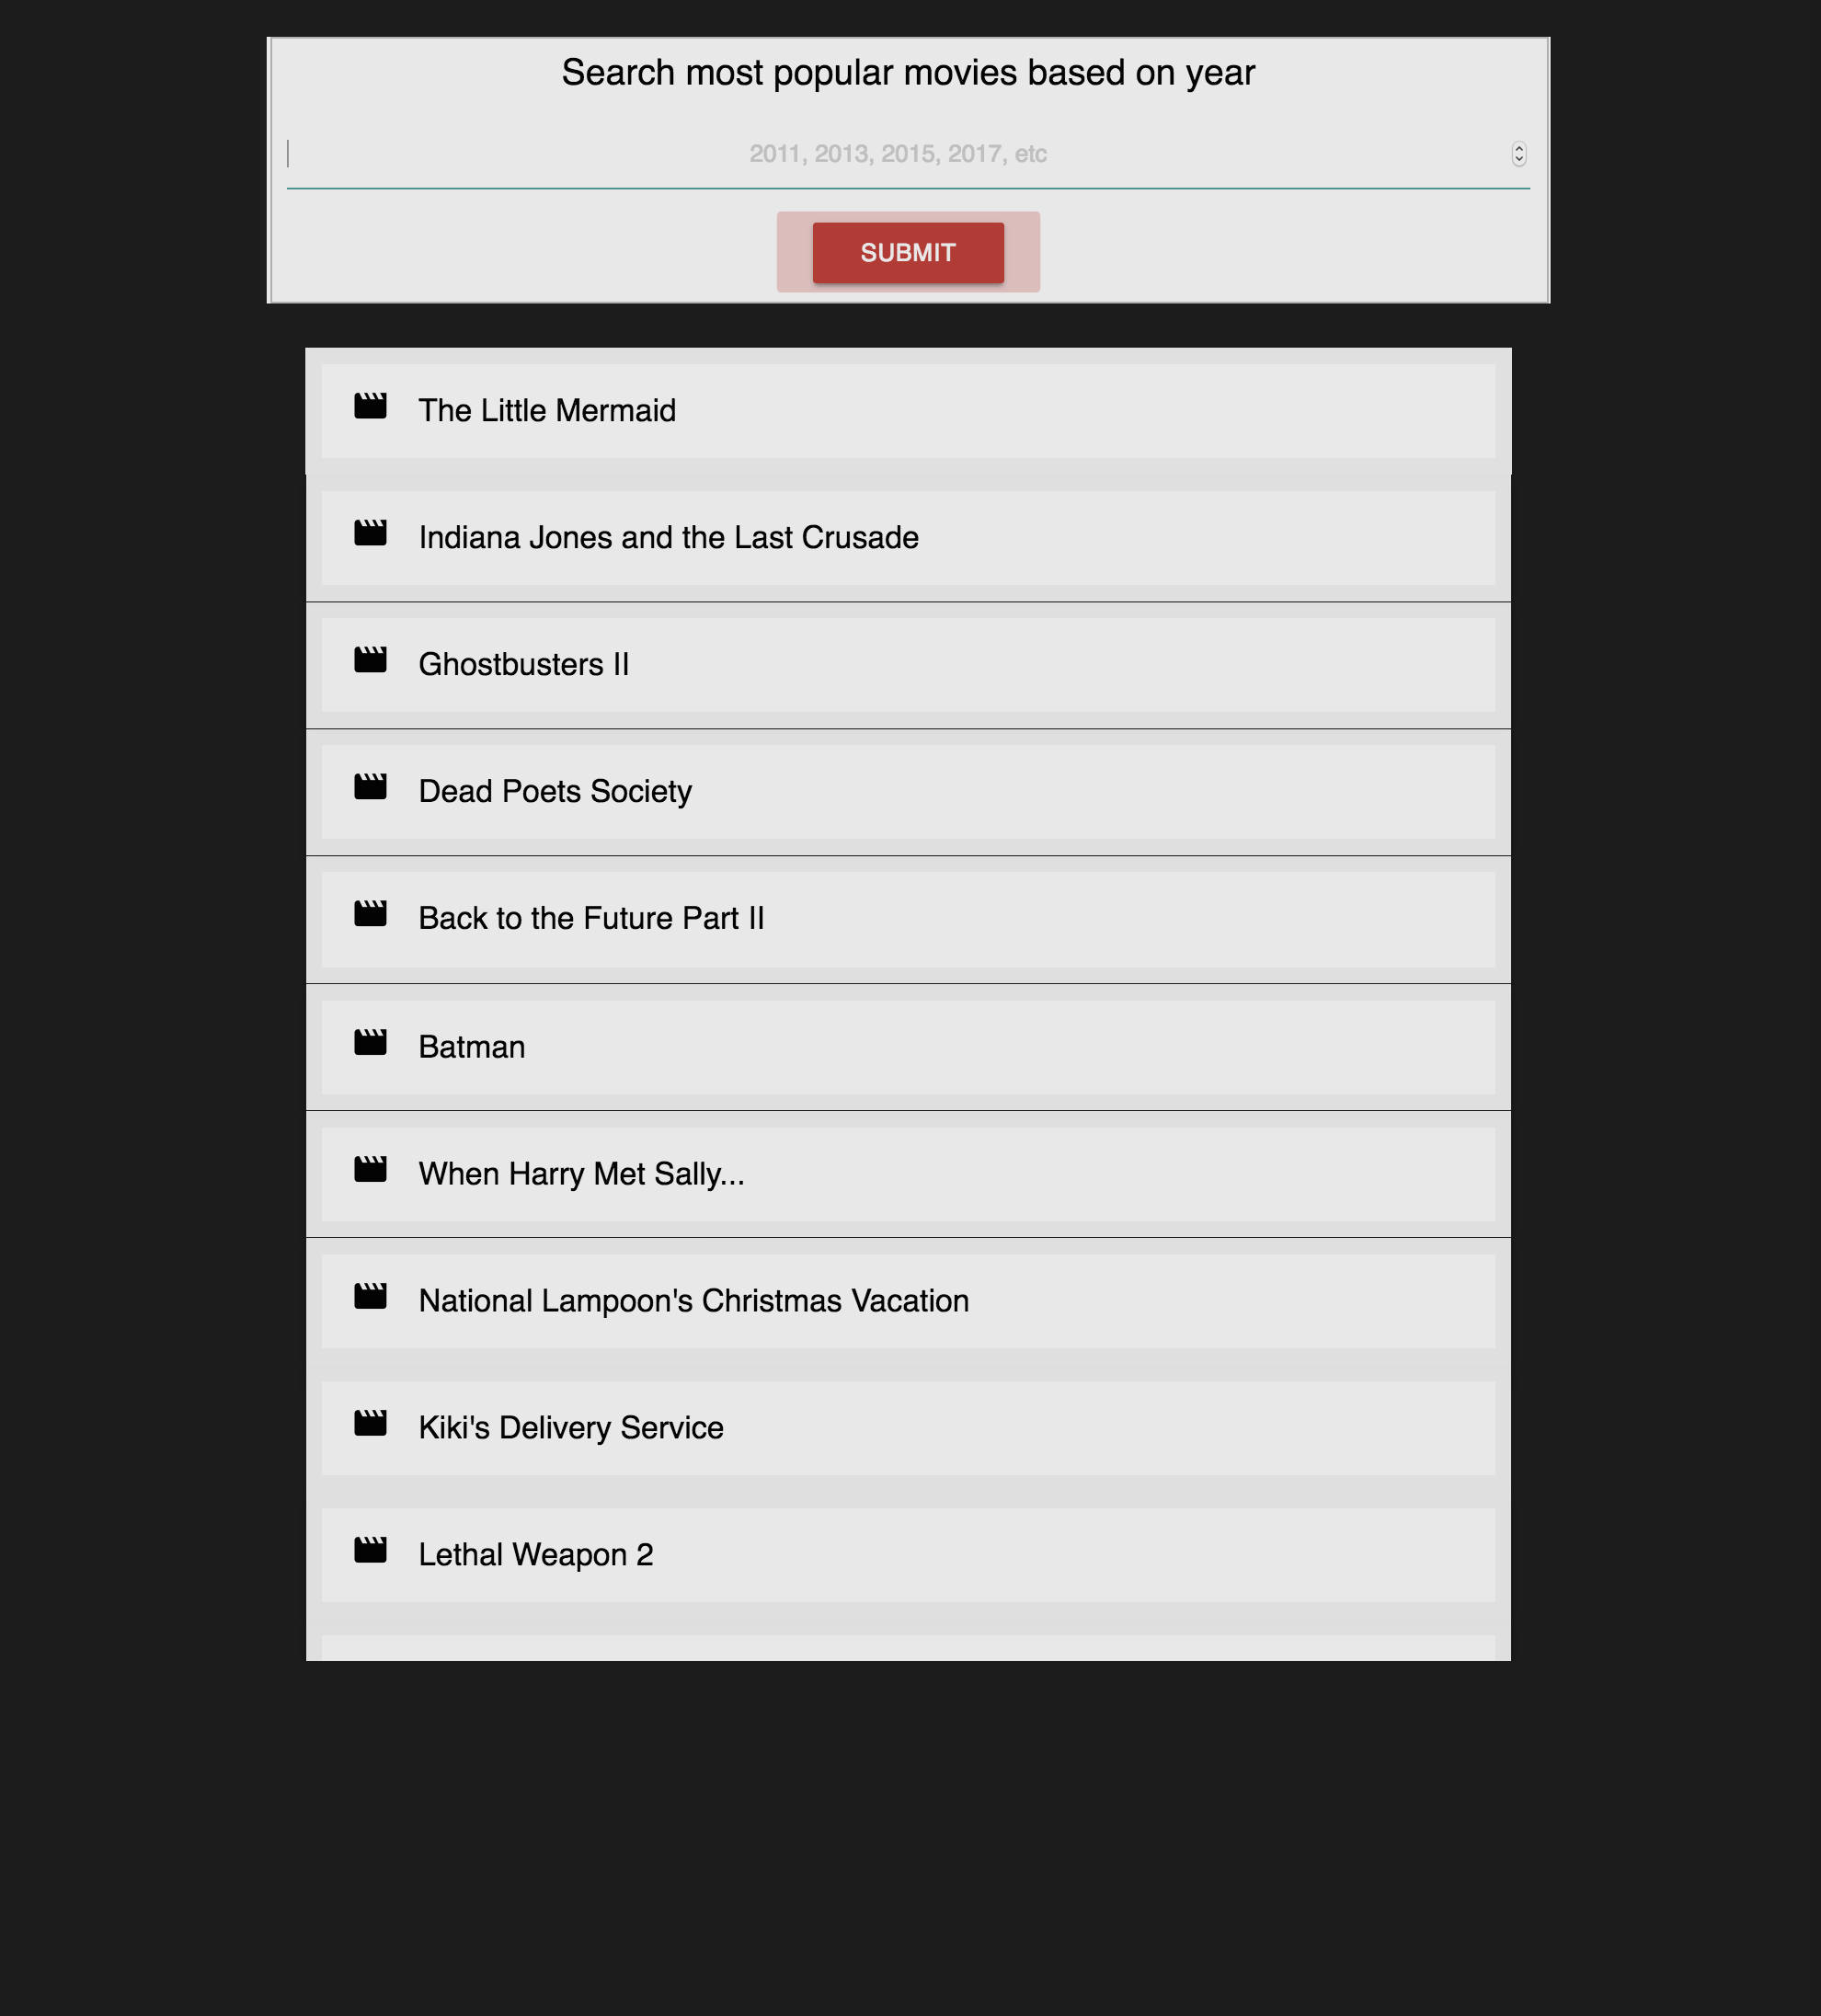 Search most popular movies based on year
2011, 2013, 2015, 2017, etc
SUBMIT
The Little Mermaid
Indiana Jones and the Last Crusade
Ghostbusters II
Dead Poets Society
Back to the Future Part II
Batman
When Harry Met Sally...
National Lampoon's Christmas Vacation
Kiki's Delivery Service
Lethal Weapon 2